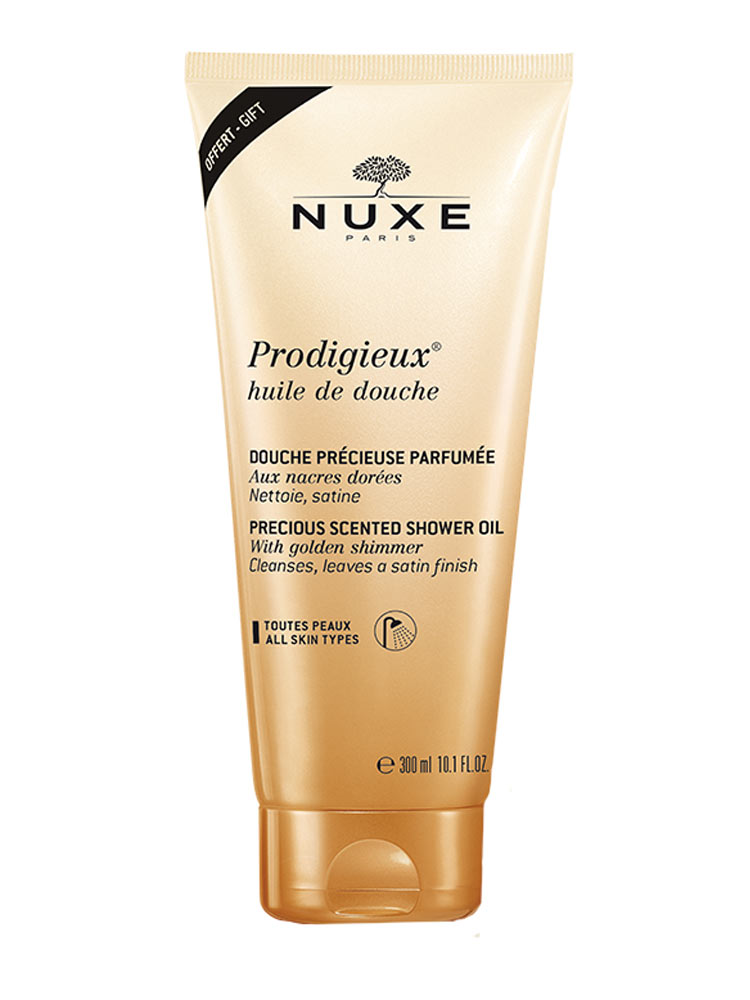 OFFERT - GIFT
NUXE
PARIS
Prodigieux®
huile de douche
DOUCHE PRÉCIEUSE PARFUMÉE
Aux nacres dorées
Nettoie, satine
PRECIOUS SCENTED SHOWER OIL
With golden shimmer
Cleanses, leaves a satin finish
TOUTES PEAUX
ALL SKIN TYPES
℮ 300 ml 10.1 FL.OZ.